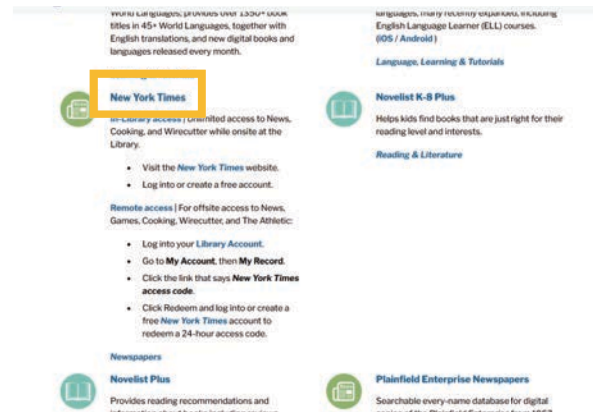 World Languages, provides over 1350+ book
titles in 45+ World Languages, together with
English translations, and new digital books and
languages released every month.
New York Times
In-Library access | Unlimited access to News,
Cooking, and Wirecutter while onsite at the
Library.
• Visit the New York Times website.
• Log into or create a free account.
Remote access | For offsite access to News,
Games, Cooking, Wirecutter, and The Athletic:
• Log into your Library Account.
• Go to My Account, then My Record.
• Click the link that says New York Times
access code.
• Click Redeem and log into or create a
free New York Times account to
redeem a 24-hour access code.
Newspapers
Novelist Plus
Provides reading recommendations and
information about books including
languages, many recently expanded, including
English Language Learner (ELL) courses.
(iOS / Android)
Language, Learning & Tutorials
Novelist K-8 Plus
Helps kids find books that are just right for their
reading level and interests.
Reading & Literature
Plainfield Enterprise Newspapers
Searchable every-name database for digital